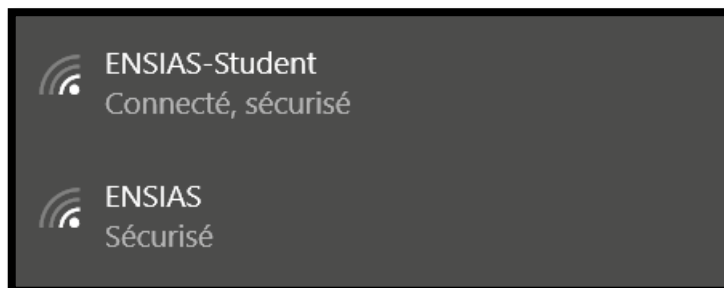 ENSIAS-Student
Connecté, sécurisé
ENSIAS
Sécurisé